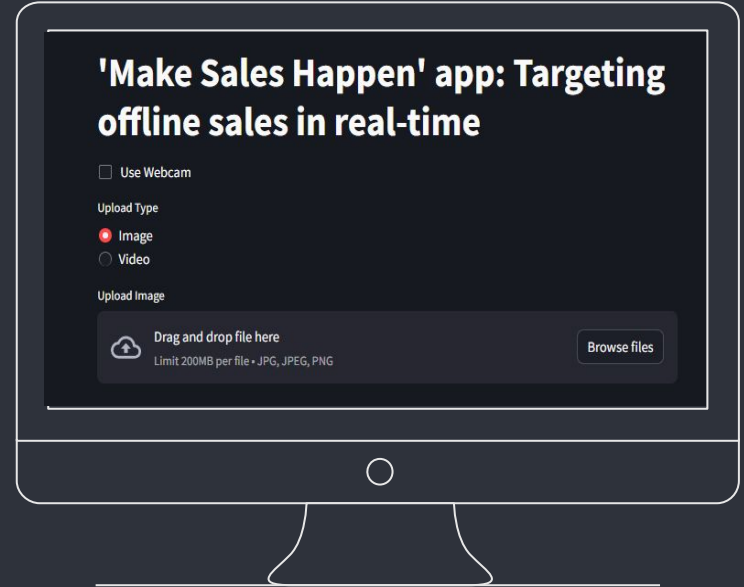 'Make Sales Happen' app: Targeting
offline sales in real-time
Use Webcam
Upload Type
Image
Video
Upload Image
Drag and drop file here
Limit 200MB per file • JPG, JPEG, PNG
Browse files